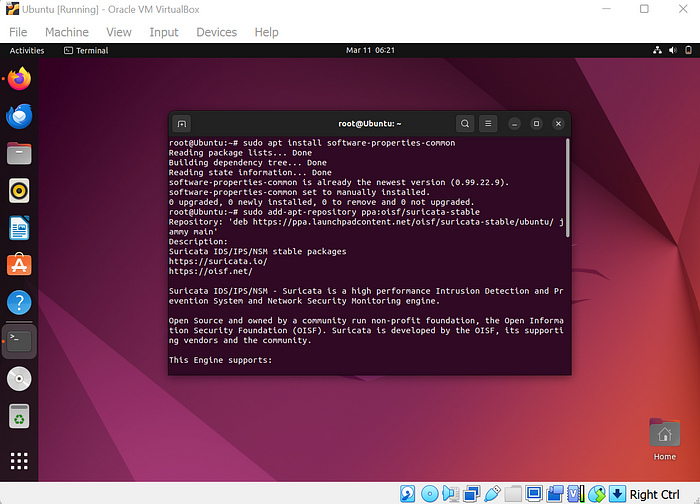 Ubuntu [Running] - Oracle VM VirtualBox
File Machine View Input Devices Help
Activities Terminal Mar 11 06:21
root@Ubuntu: ~
root@Ubuntu:~# sudo apt install software-properties-common
Reading package lists... Done
Building dependency tree... Done
Reading state information... Done
software-properties-common is already the newest version (0.99.22.9).
software-properties-common set to manually installed.
0 upgraded, 0 newly installed, 0 to remove and 0 not upgraded.
root@Ubuntu:~# sudo add-apt-repository ppa:oisf/suricata-stable
Repository: 'deb https://ppa.launchpadcontent.net/oisf/suricata-stable/ubuntu/ j
ammy main'
Description:
Suricata IDS/IPS/NSM stable packages
https://suricata.io/
https://oisf.net/
Suricata IDS/IPS/NSM - Suricata is a high performance Intrusion Detection and Pr
evention System and Network Security Monitoring engine.
Open Source and owned by a community run non-profit foundation, the Open Informa
tion Security Foundation (OISF). Suricata is developed by the OISF, its supporti
ng vendors and the community.
This Engine supports:
Home
Right Ctrl